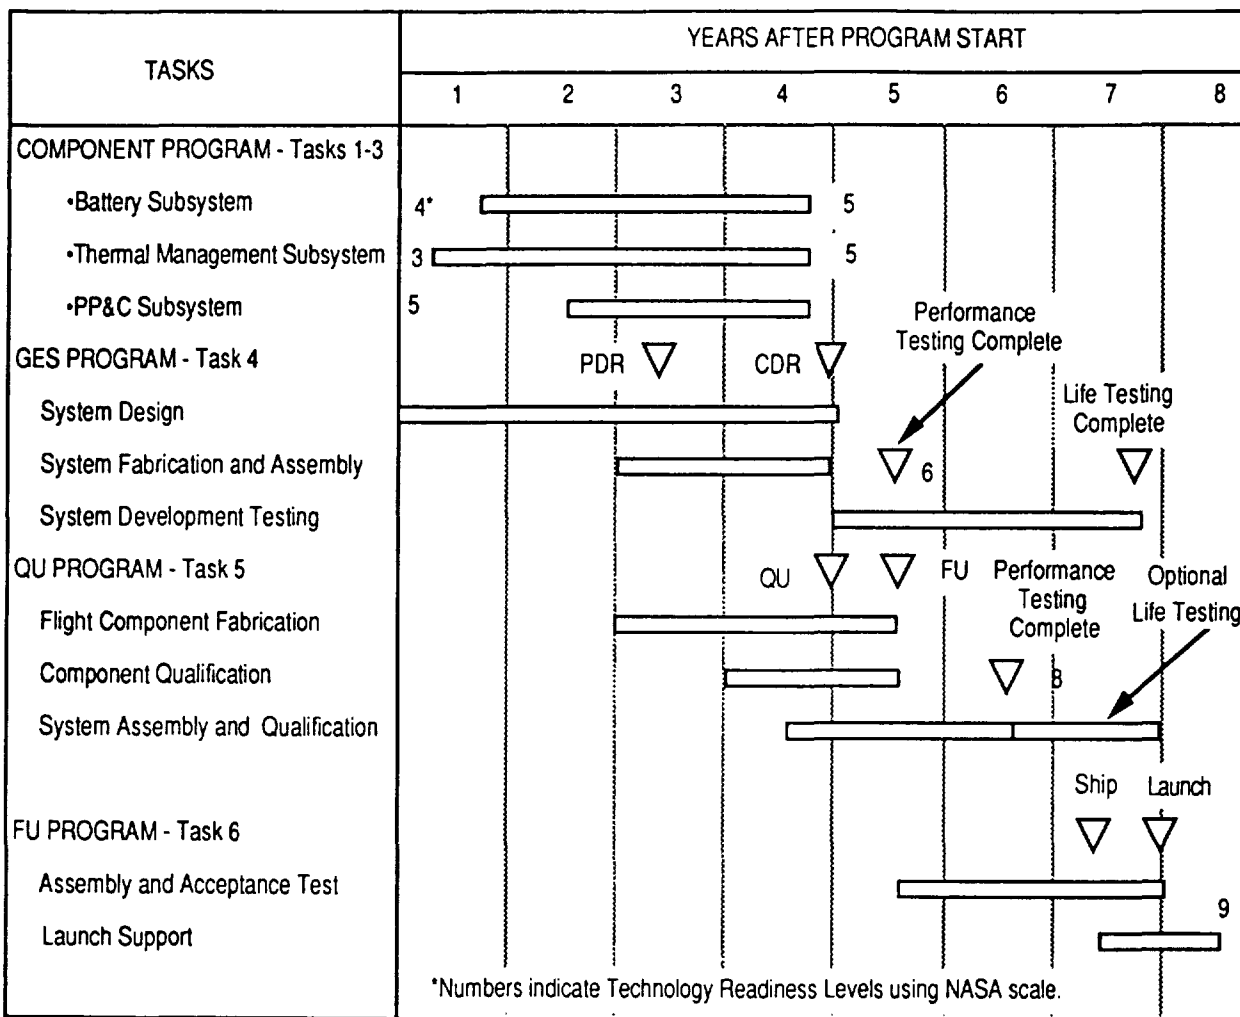 YEARS AFTER PROGRAM START
TASKS
1 2 3 4 5 6 7 8
COMPONENT PROGRAM - Tasks 1-3
•Battery Subsystem 4* 5
•Thermal Management Subsystem 3 5
•PP&C Subsystem 5
Performance
Testing Complete
GES PROGRAM - Task 4 PDR CDR
Life Testing
Complete
System Design
System Fabrication and Assembly 6
System Development Testing
QU PROGRAM - Task 5 QU FU
Performance
Testing
Complete
Optional
Life Testing
Flight Component Fabrication
Component Qualification 8
System Assembly and Qualification
Ship Launch
FU PROGRAM - Task 6
Assembly and Acceptance Test
9
Launch Support
*Numbers indicate Technology Readiness Levels using NASA scale.